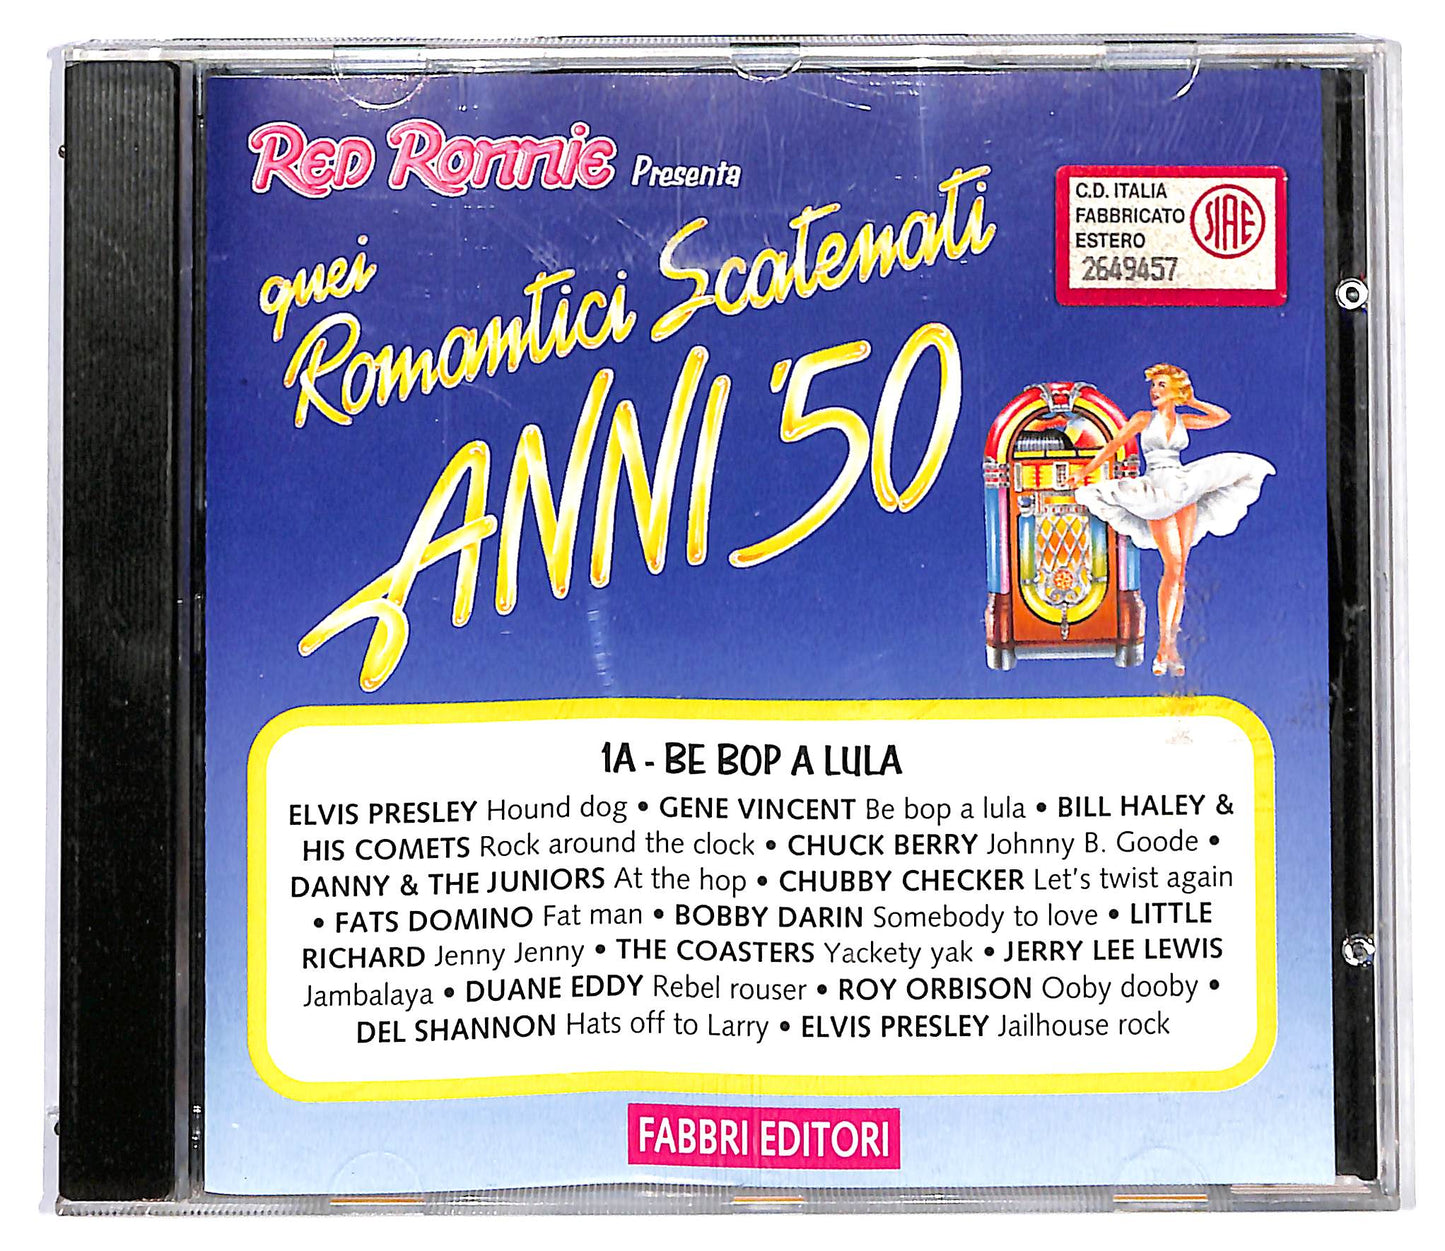 RED RONNIE Presenta
quei
Romantici Scatenati
ANNI '50
C.D. ITALIA
FABBRICATO
ESTERO
2649457
SIAE
1A - BE BOP A LULA
ELVIS PRESLEY Hound dog • GENE VINCENT Be bop a lula • BILL HALEY &
HIS COMETS Rock around the clock • CHUCK BERRY Johnny B. Goode •
DANNY & THE JUNIORS At the hop • CHUBBY CHECKER Let's twist again
• FATS DOMINO Fat man • BOBBY DARIN Somebody to love • LITTLE
RICHARD Jenny Jenny • THE COASTERS Yackety yak • JERRY LEE LEWIS
Jambalaya • DUANE EDDY Rebel rouser • ROY ORBISON Ooby dooby •
DEL SHANNON Hats off to Larry • ELVIS PRESLEY Jailhouse rock
FABBRI EDITORI